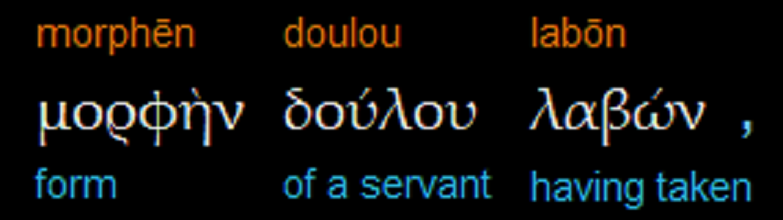 morphēn doulou labōn
μορφὴν δούλου λαβών ,
form of a servant having taken